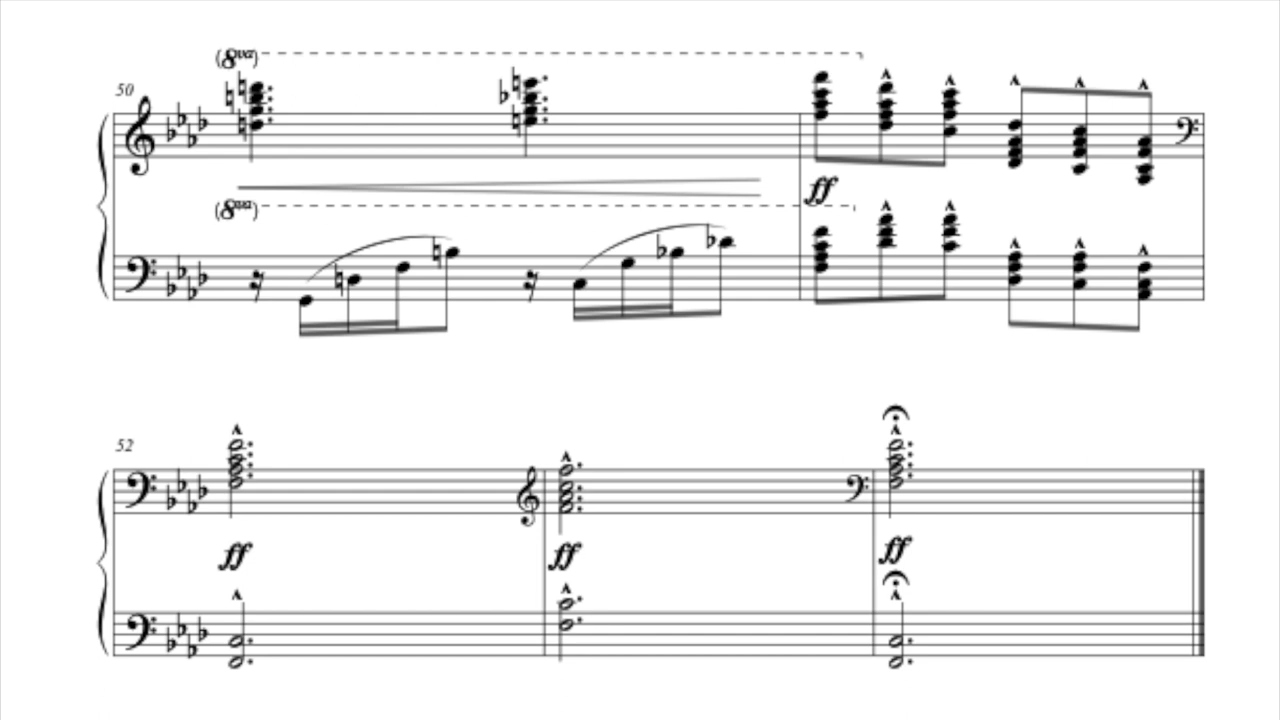 (8va)
50
ff
(8va)
52
ff ff ff